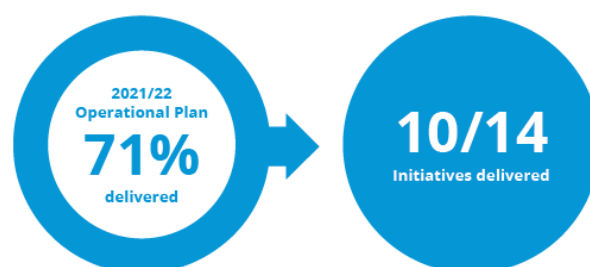 2021/22
Operational Plan
71%
delivered
10/14
Initiatives delivered